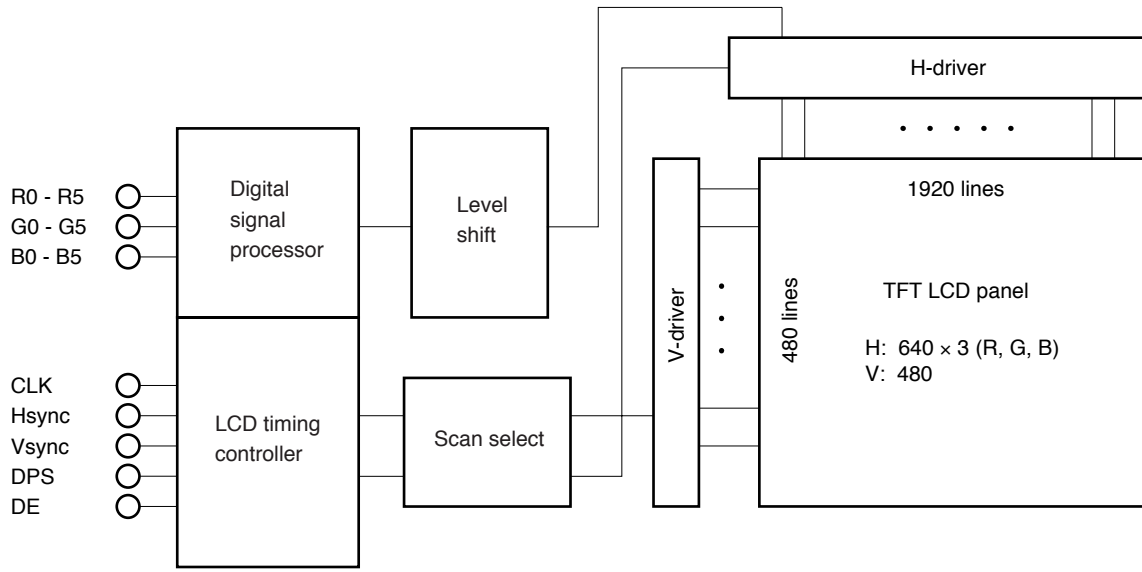 H-driver
R0 - R5
G0 - G5
B0 - B5
Digital
signal
processor
Level
shift
1920 lines
480 lines
V-driver
TFT LCD panel
H: 640 × 3 (R, G, B)
V: 480
CLK
Hsync
Vsync
DPS
DE
LCD timing
controller
Scan select